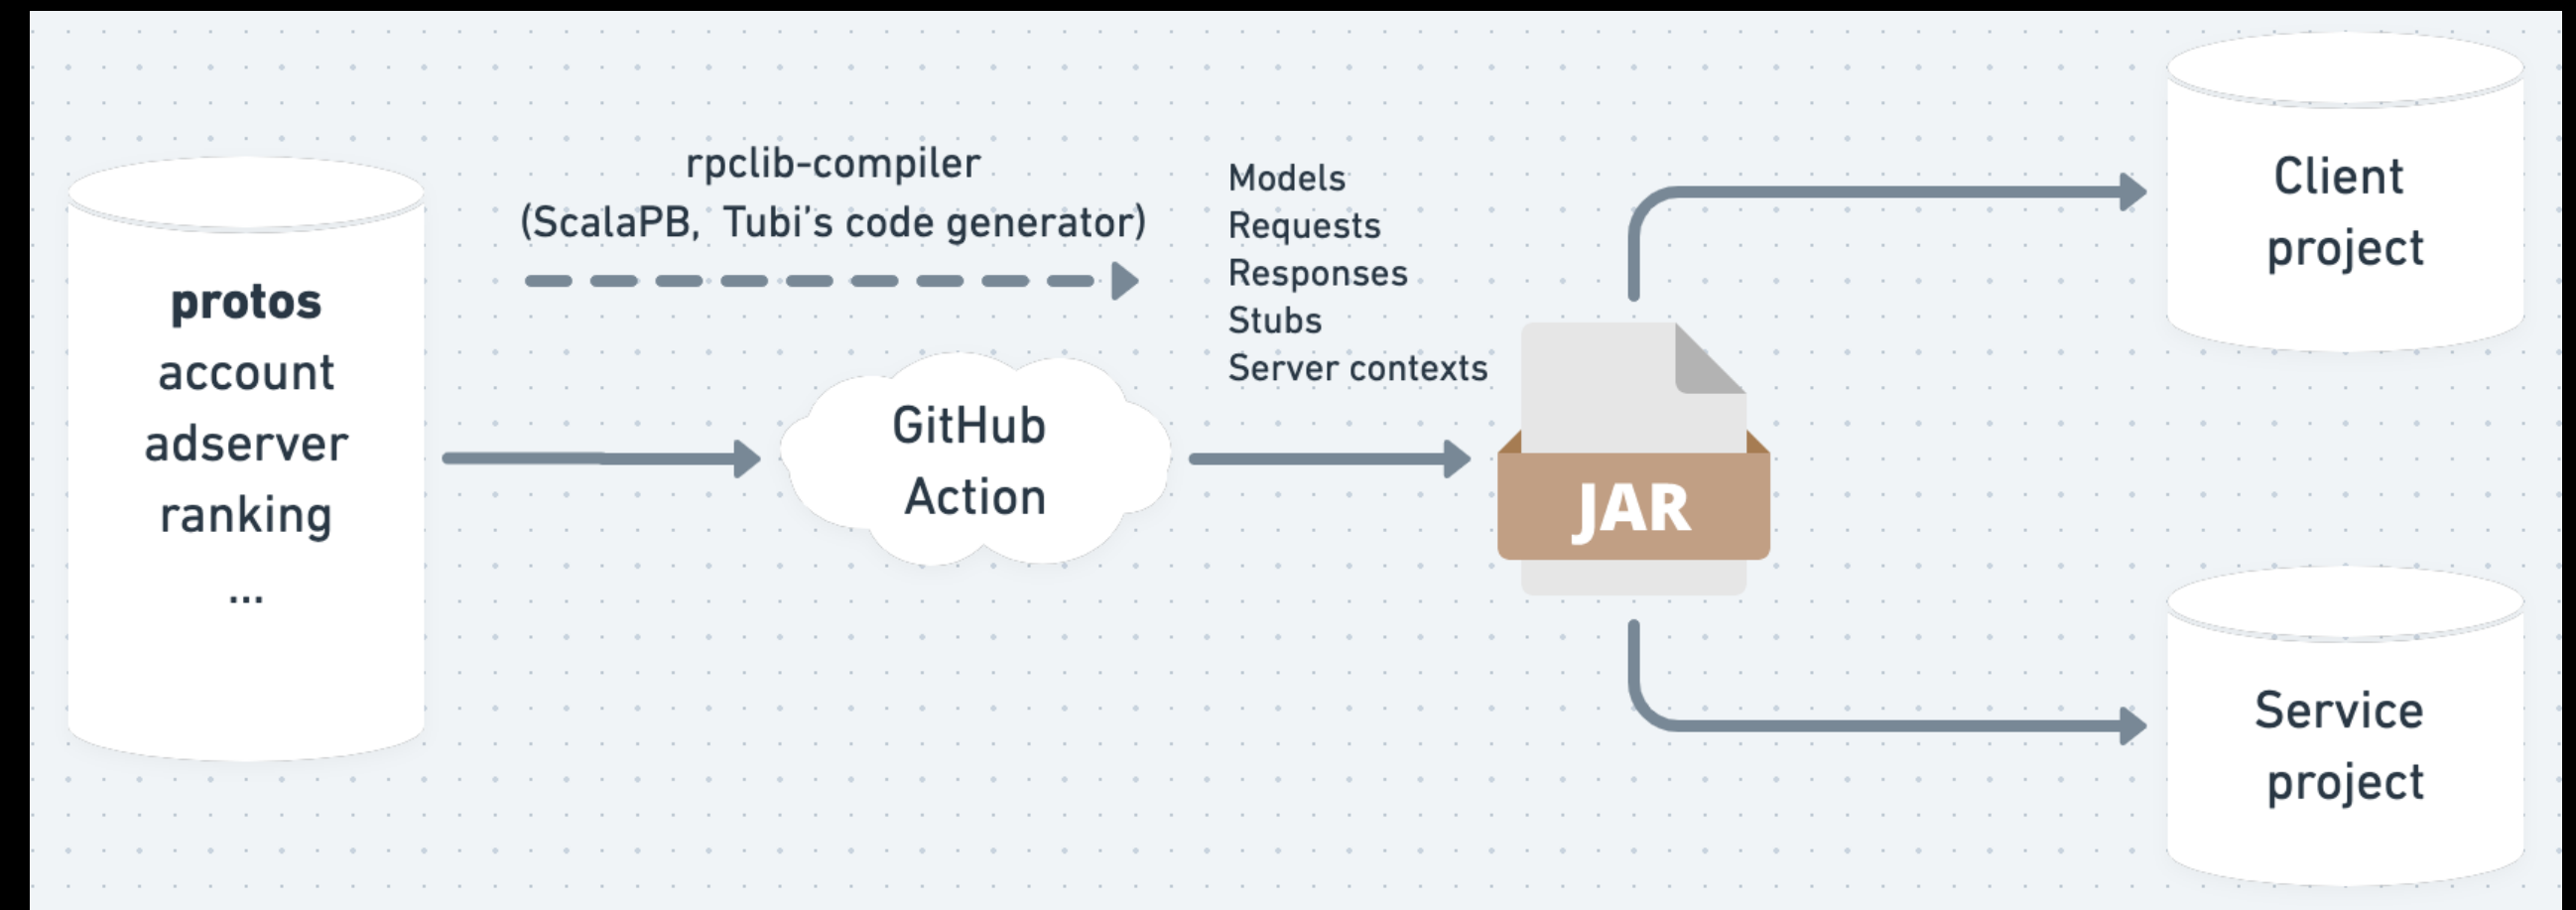 protos
account
adserver
ranking
...
rpclib-compiler
(ScalaPB, Tubi's code generator)
GitHub
Action
Models
Requests
Responses
Stubs
Server contexts
JAR
Client
project
Service
project